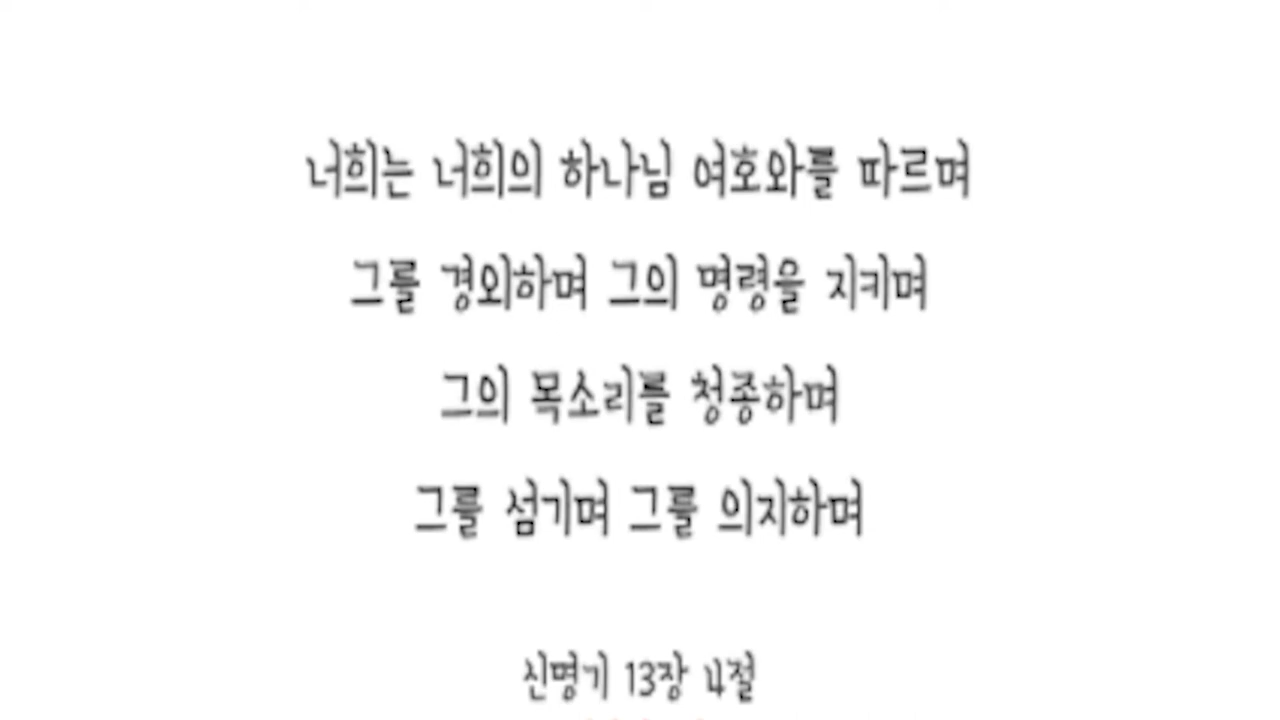 너희는 너희의 하나님 여호와를 따르며
그를 경외하며 그의 명령을 지키며
그의 목소리를 청종하며
그를 섬기며 그를 의지하며
신명기 13장 4절